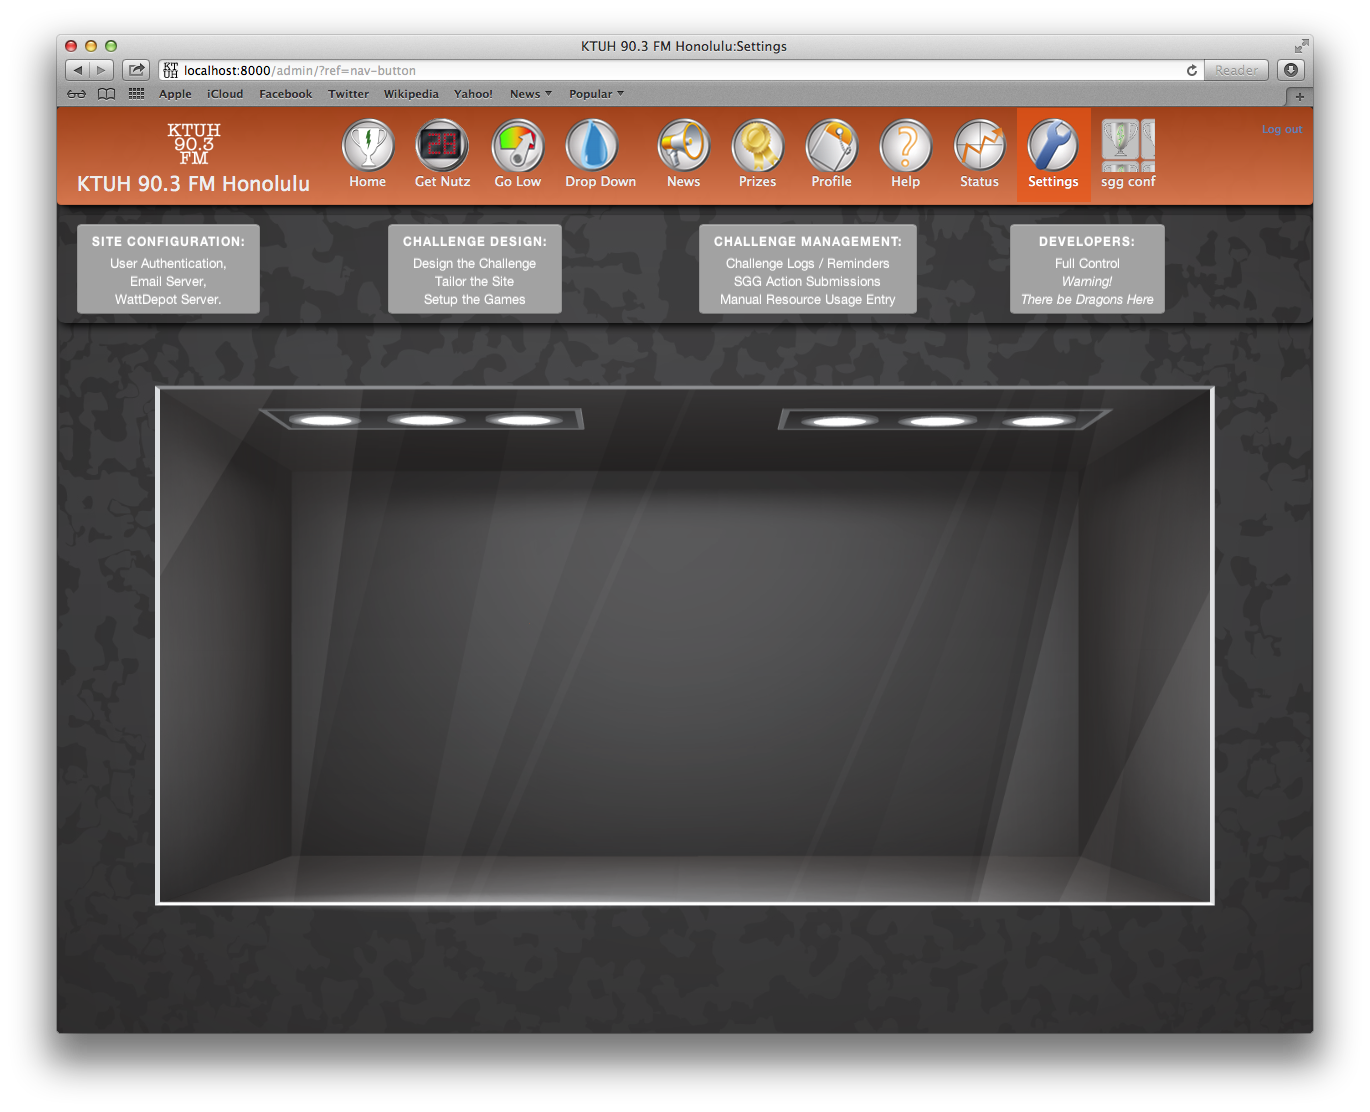 KTUH 90.3 FM Honolulu:Settings
KT
UH
localhost:8000/admin/?ref=nav-button
Reader
Apple
iCloud
Facebook
Twitter
Wikipedia
Yahoo!
News
Popular
KTUH
90.3
FM
KTUH 90.3 FM Honolulu
28
Home
Get Nutz
Go Low
Drop Down
News
Prizes
Profile
Help
Status
Settings
sgg conf
Log out
SITE CONFIGURATION:
User Authentication,
Email Server,
WattDepot Server.
CHALLENGE DESIGN:
Design the Challenge
Tailor the Site
Setup the Games
CHALLENGE MANAGEMENT:
Challenge Logs / Reminders
SGG Action Submissions
Manual Resource Usage Entry
DEVELOPERS:
Full Control
Warning!
There be Dragons Here